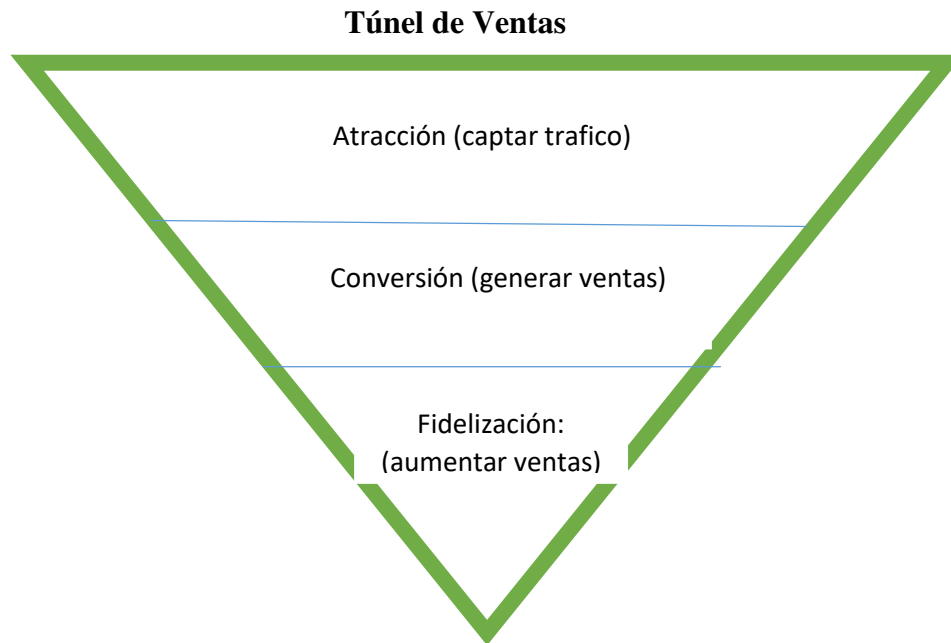 Túnel de Ventas
Atracción (captar trafico)
Conversión (generar ventas)
Fidelización:
(aumentar ventas)